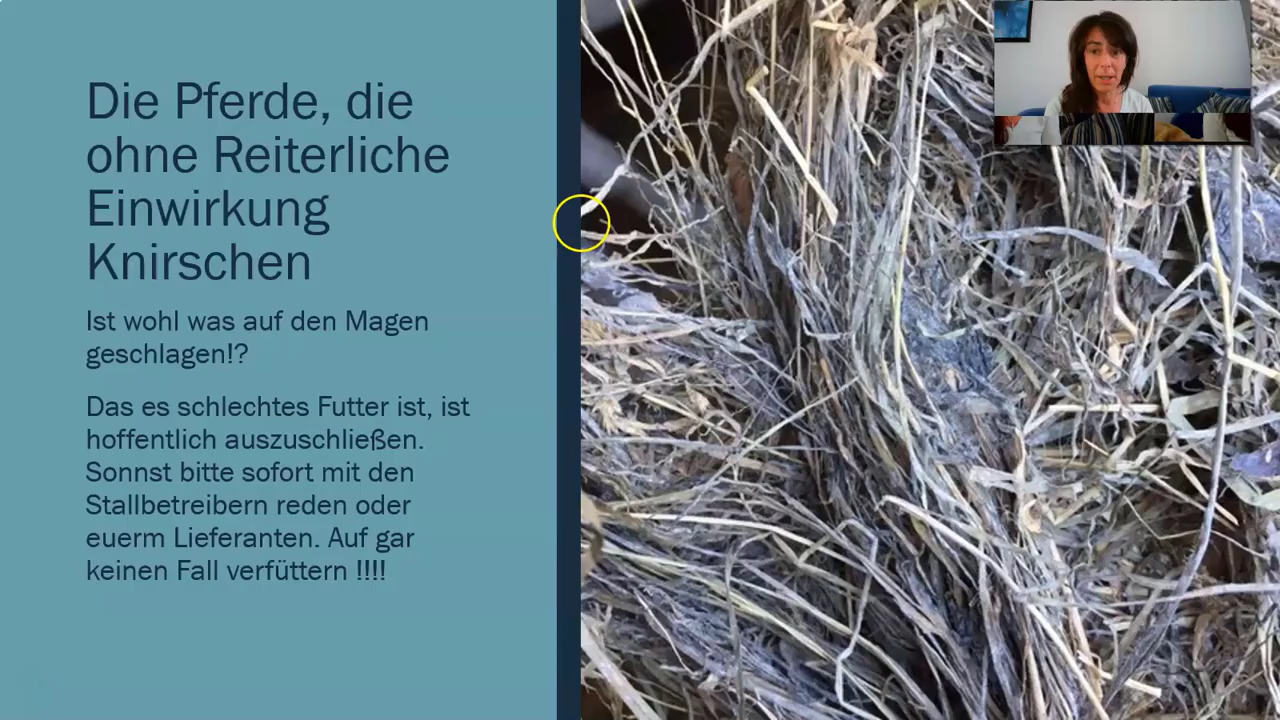 Die Pferde, die
ohne Reiterliche
Einwirkung
Knirschen
Ist wohl was auf den Magen
geschlagen!?
Das es schlechtes Futter ist, ist
hoffentlich auszuschließen.
Sonnst bitte sofort mit den
Stallbetreibern reden oder
euerm Lieferanten. Auf gar
keinen Fall verfüttern !!!!